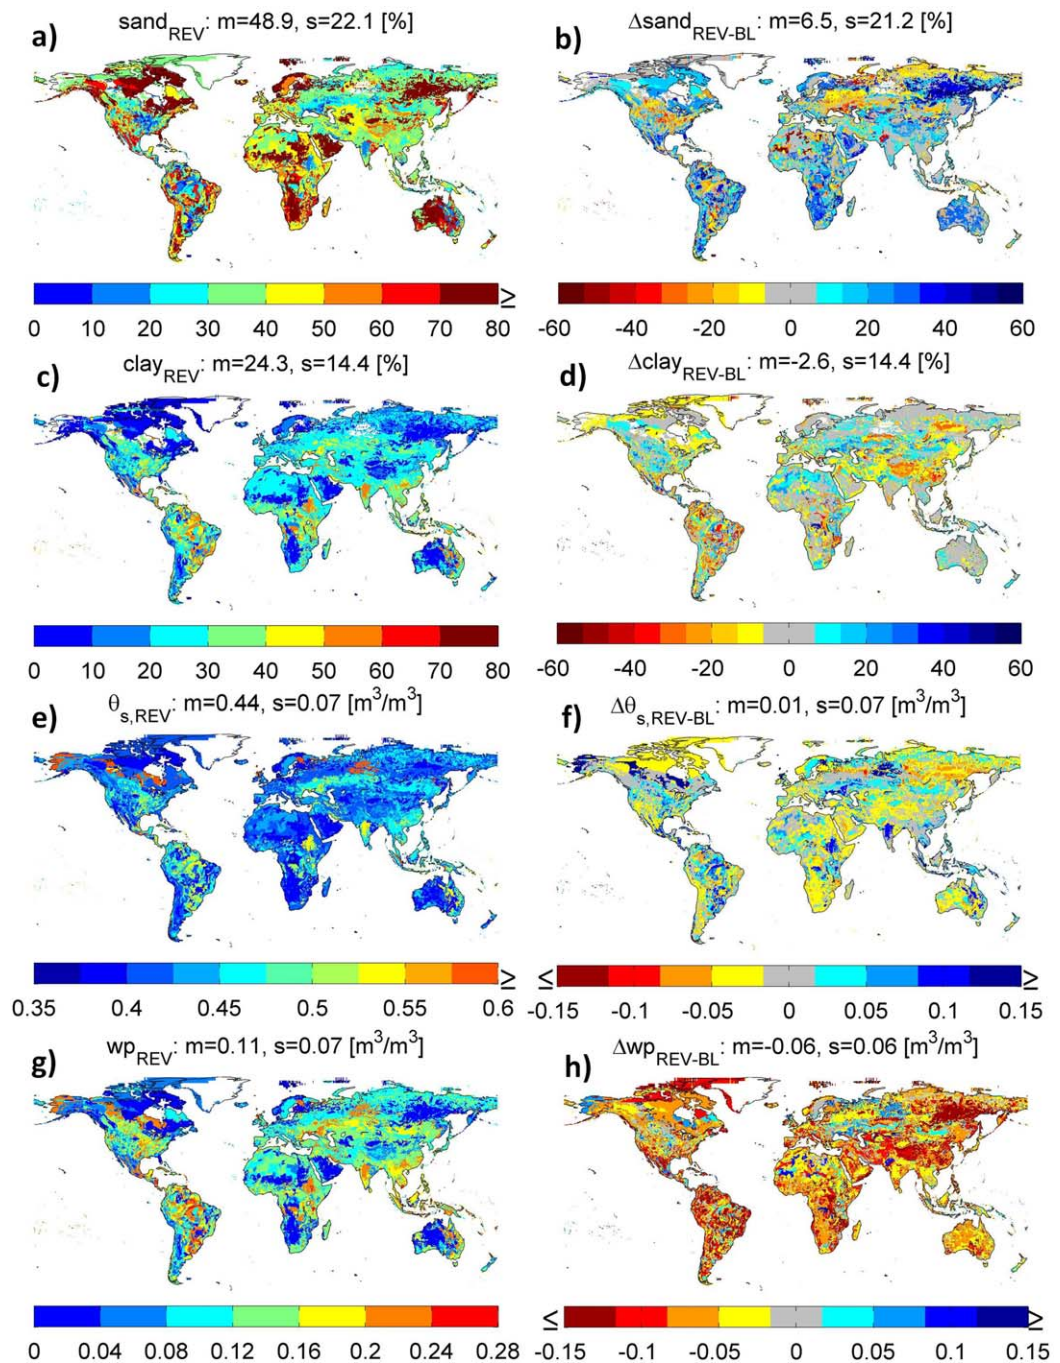 a) sand_REV: m=48.9, s=22.1 [%]
b) Δsand_REV-BL: m=6.5, s=21.2 [%]
0 10 20 30 40 50 60 70 80 ≥
-60 -40 -20 0 20 40 60
c) clay_REV: m=24.3, s=14.4 [%]
d) Δclay_REV-BL: m=-2.6, s=14.4 [%]
0 10 20 30 40 50 60 70 80
-60 -40 -20 0 20 40 60
e) θ_s,REV: m=0.44, s=0.07 [m³/m³]
f) Δθ_s,REV-BL: m=0.01, s=0.07 [m³/m³]
0.35 0.4 0.45 0.5 0.55 0.6 ≥
≤ -0.15 -0.1 -0.05 0 0.05 0.1 0.15 ≥
g) wp_REV: m=0.11, s=0.07 [m³/m³]
h) Δwp_REV-BL: m=-0.06, s=0.06 [m³/m³]
0 0.04 0.08 0.12 0.16 0.20 0.24 0.28
≤ -0.15 -0.1 -0.05 0 0.05 0.1 0.15 ≥